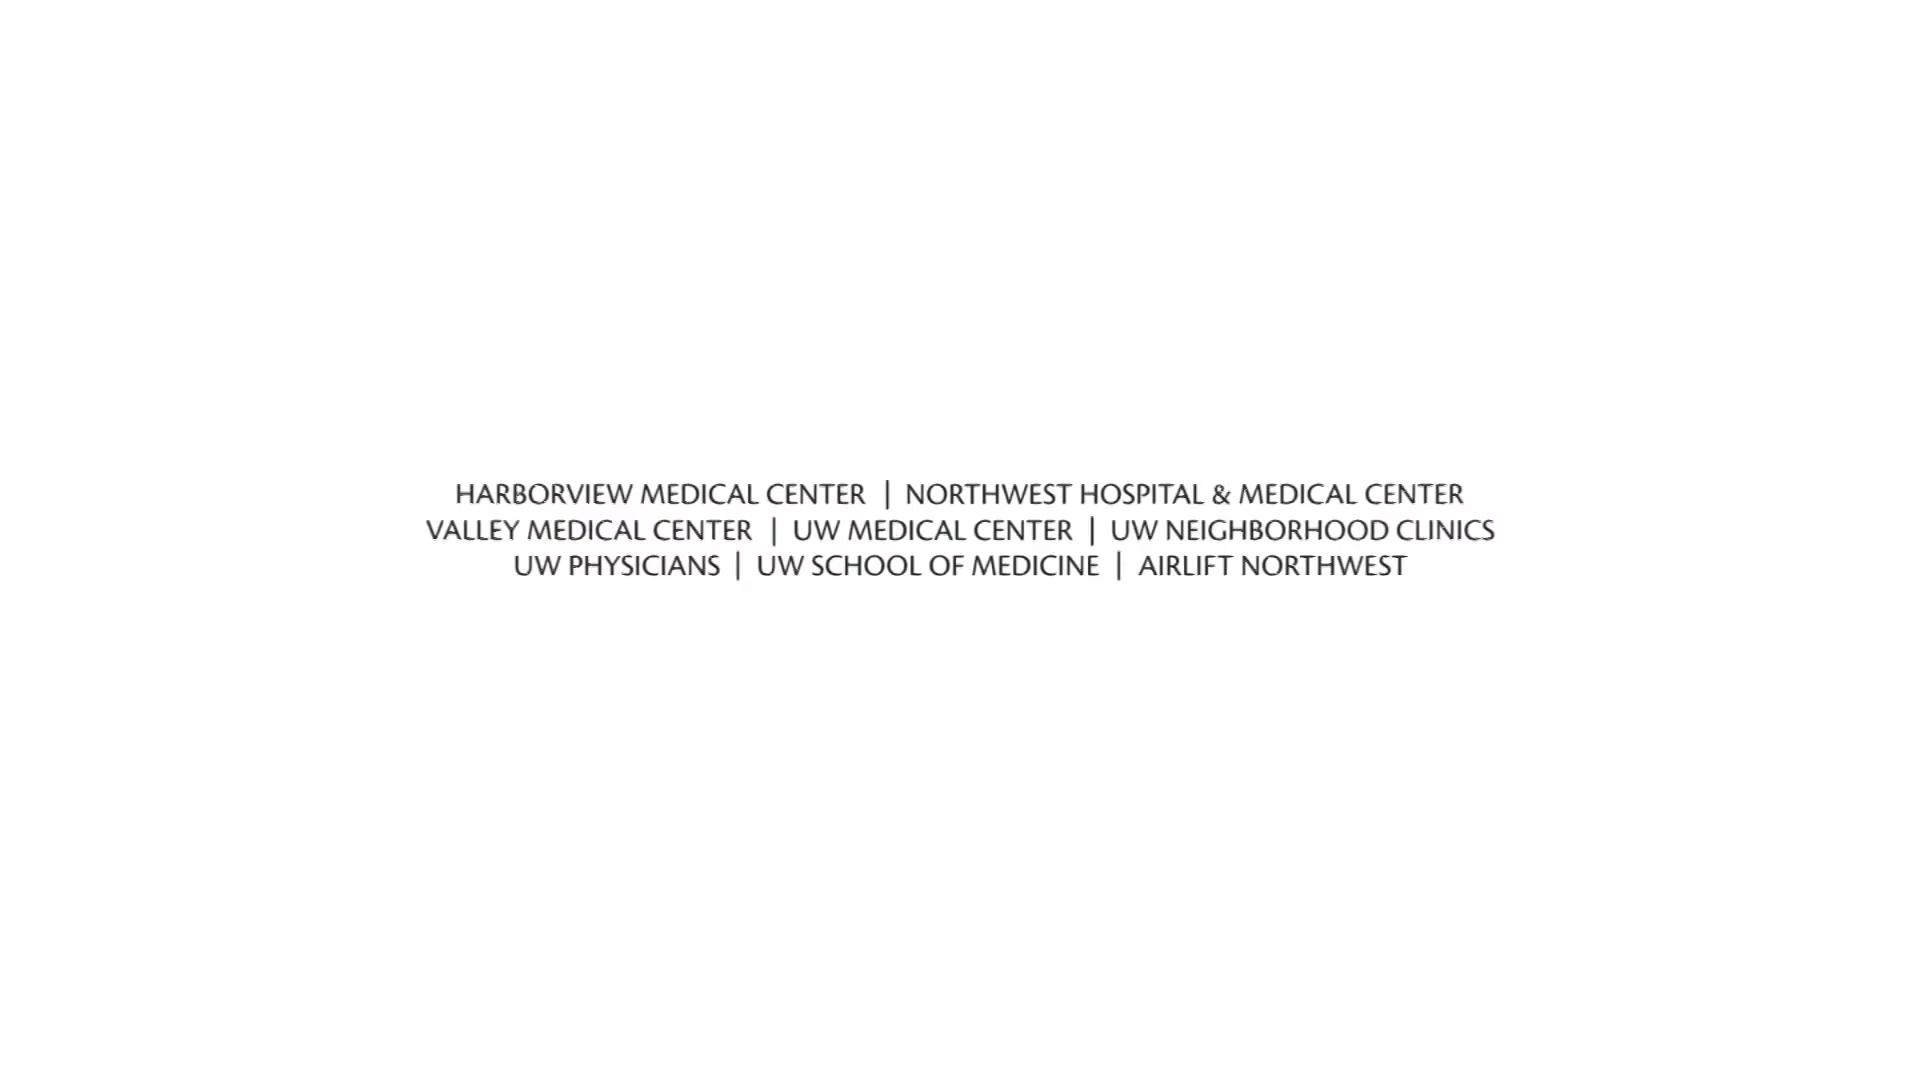 HARBORVIEW MEDICAL CENTER | NORTHWEST HOSPITAL & MEDICAL CENTER
VALLEY MEDICAL CENTER | UW MEDICAL CENTER | UW NEIGHBORHOOD CLINICS
UW PHYSICIANS | UW SCHOOL OF MEDICINE | AIRLIFT NORTHWEST